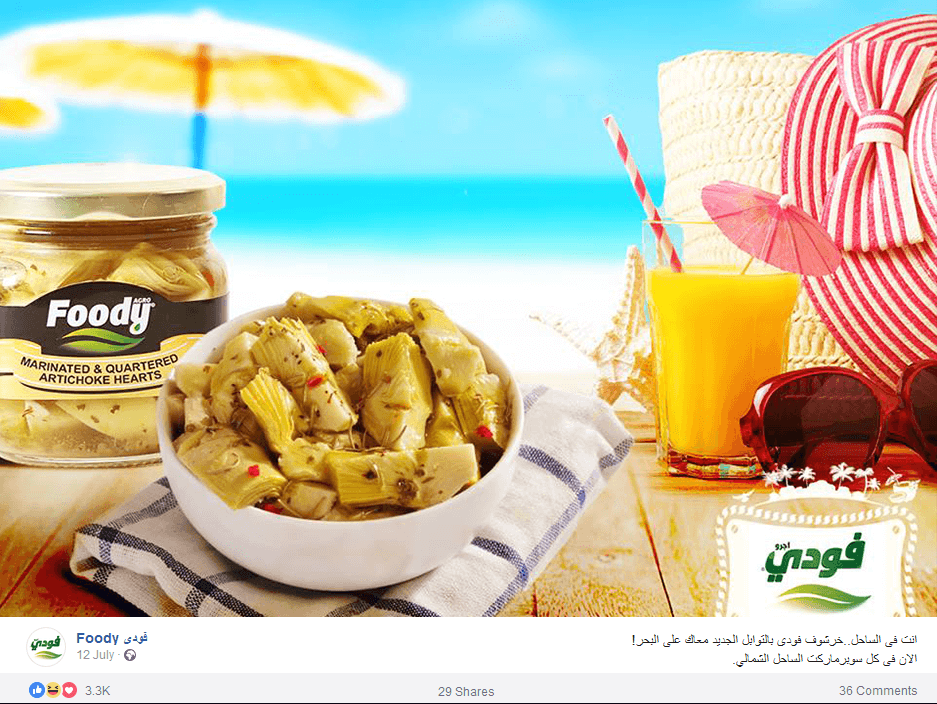 Foody
AGRO
MARINATED & QUARTERED
ARTICHOKE HEARTS
اجرو
فودي
فودى Foody
12 July
انت فى الساحل..خرشوف فودى بالتوابل الجديد معاك على البحر!
الان فى كل سوبرماركت الساحل الشمالي.
3.3K
29 Shares
36 Comments